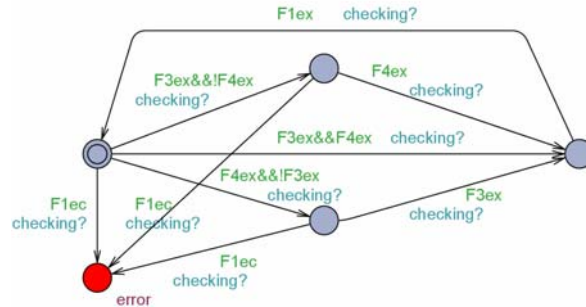 F1ex checking?
F3ex&&!F4ex
checking?
F4ex
checking?
F3ex&&F4ex checking?
F4ex&&!F3ex
checking?
F1ec
checking?
F1ec
checking?
F3ex
checking?
F1ec
checking?
error